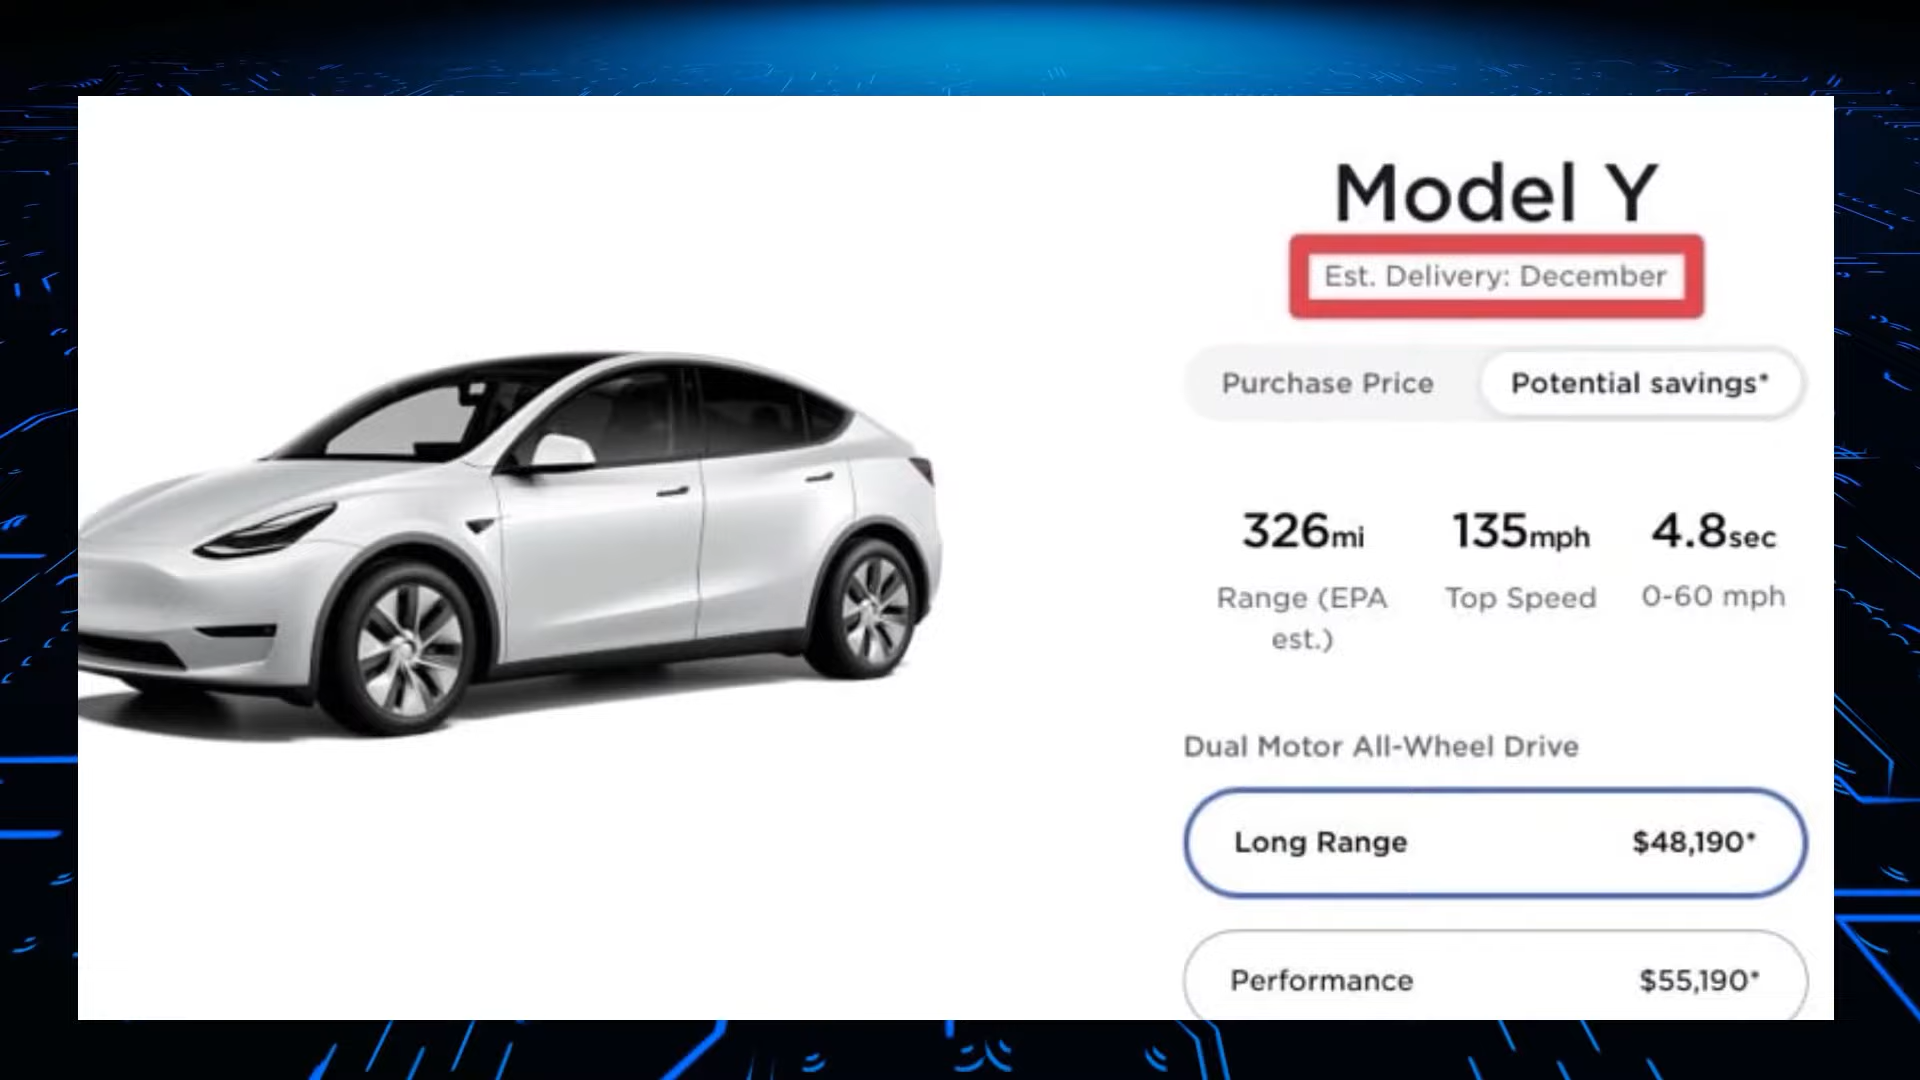 Model Y
Est. Delivery: December
Purchase Price
Potential savings*
326mi
135mph
4.8sec
Range (EPA
est.)
Top Speed
0-60 mph
Dual Motor All-Wheel Drive
Long Range
$48,190*
Performance
$55,190*